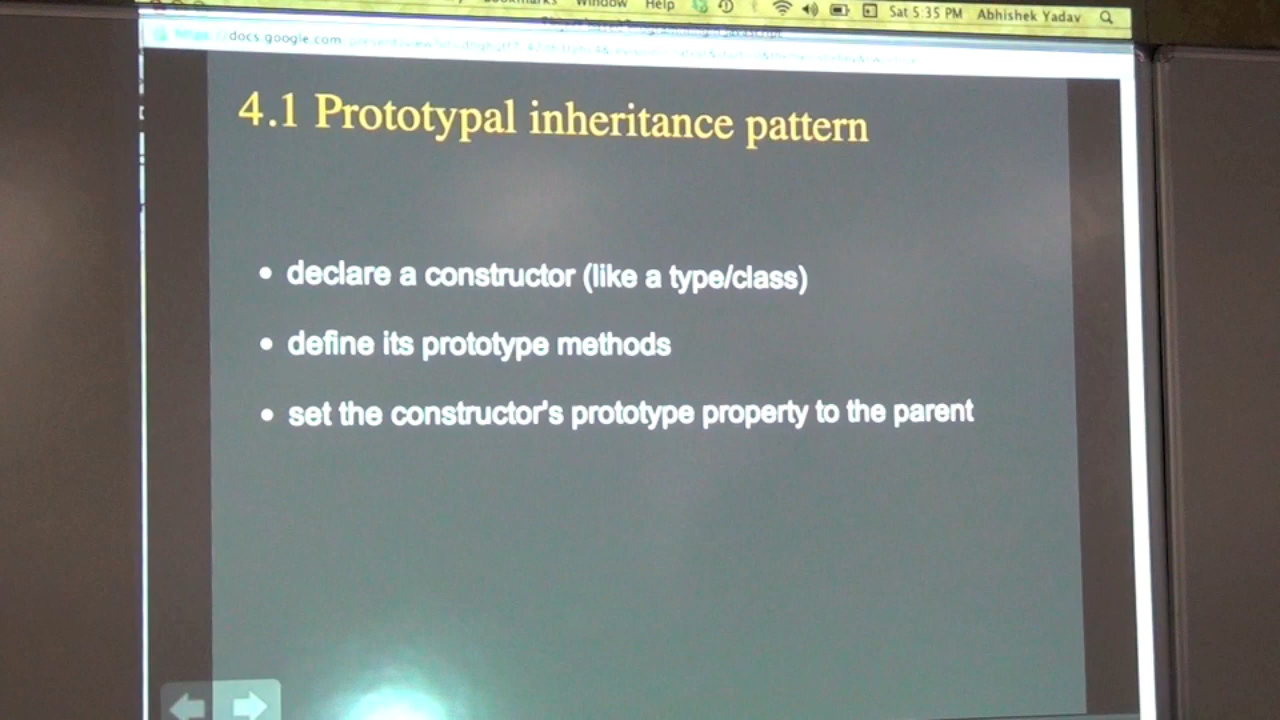 Window Help Sat 5:35 PM Abhishek Yadav
docs.google.com
4.1 Prototypal inheritance pattern
• declare a constructor (like a type/class)
• define its prototype methods
• set the constructor's prototype property to the parent